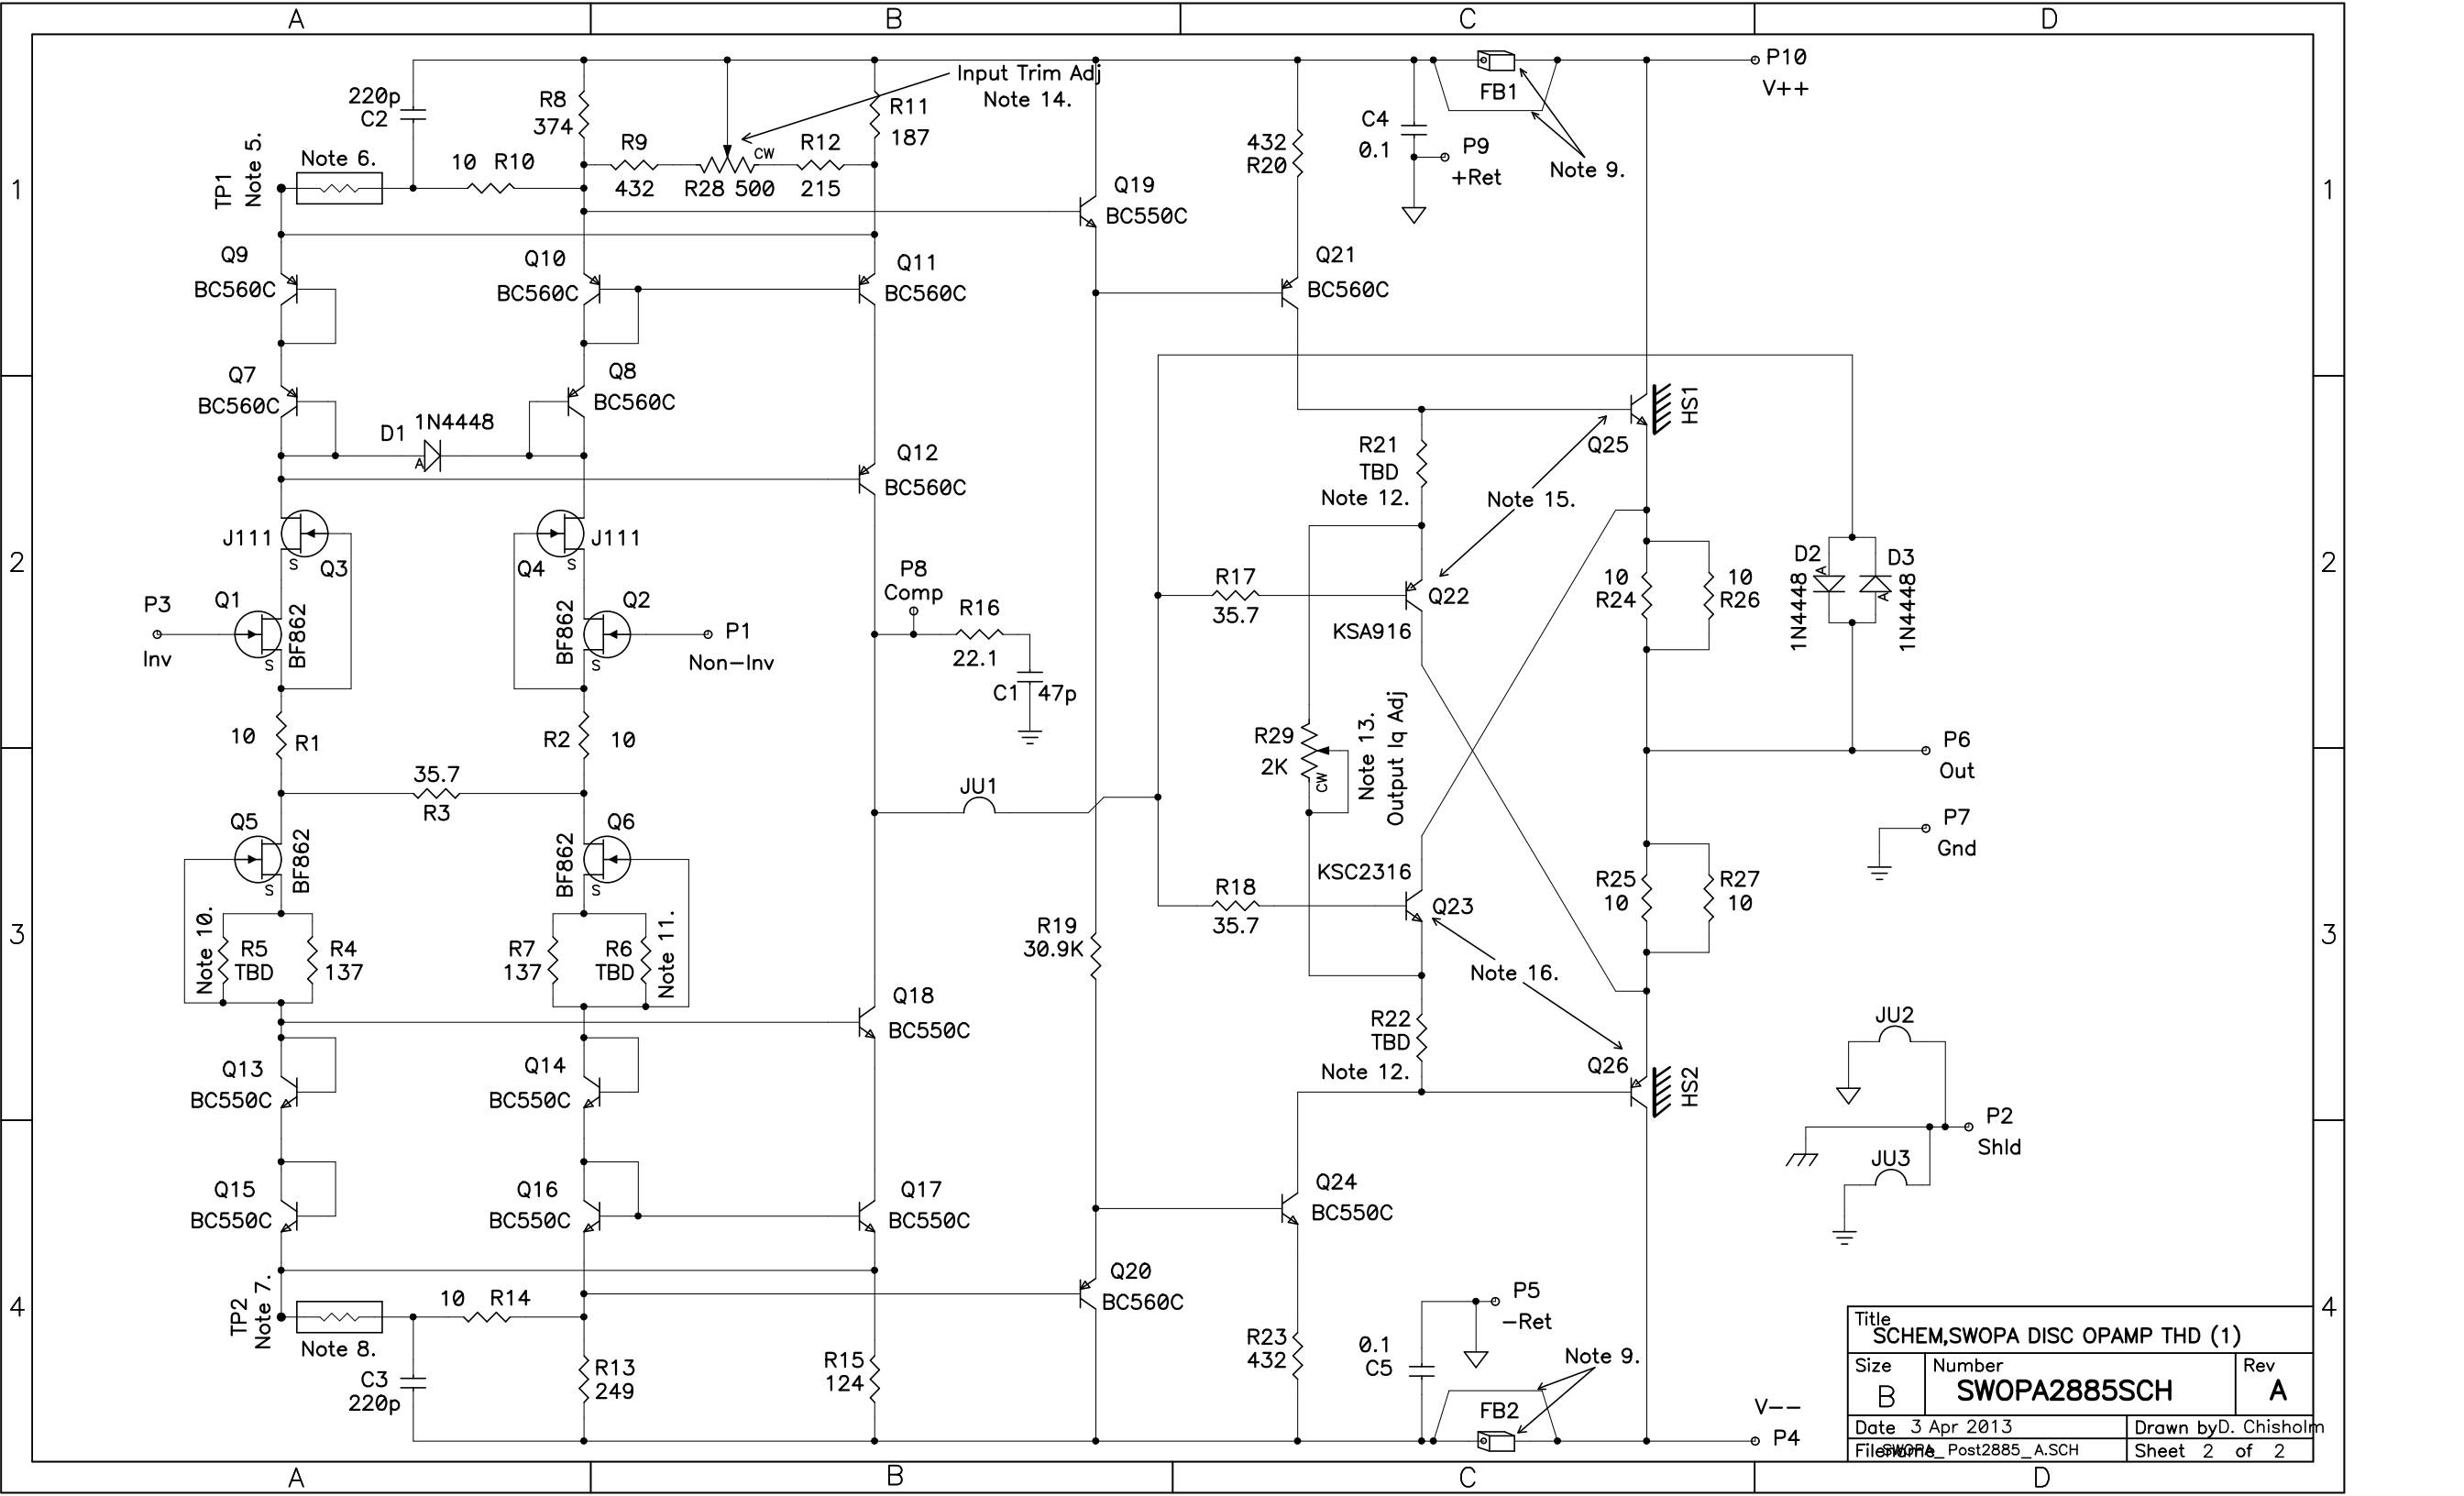 A
B
C
D
1
1
2
2
3
3
4
4
A
B
C
D
220p
C2
R8
374
R9
432
R28 500
CW
R12
215
R11
187
Input Trim Adj
Note 14.
TP1
Note 5.
Note 6.
10 R10
Q19
BC550C
432
R20
C4
0.1
P9
+Ret
FB1
Note 9.
P10
V++
Q9
BC560C
Q10
BC560C
Q11
BC560C
Q21
BC560C
Q7
BC560C
D1
1N4448
A
Q8
BC560C
Q12
BC560C
R21
TBD
Note 12.
Note 15.
Q25
HS1
J111
S
Q3
J111
S
Q4
P3
Inv
Q1
BF862
S
Q2
BF862
S
P1
Non-Inv
P8
Comp
R16
22.1
C1
47p
R17
35.7
Q22
KSA916
10
R24
10
R26
D2
1N4448
A
D3
1N4448
A
10
R1
R2
10
35.7
R3
JU1
R29
2K
CW
Note 13.
Output Iq Adj
P6
Out
P7
Gnd
Q5
BF862
S
Q6
BF862
S
KSC2316
R18
35.7
Q23
R25
10
R27
10
Note 10.
R5
TBD
R4
137
R7
137
R6
TBD
Note 11.
R19
30.9K
Note 16.
Q18
BC550C
R22
TBD
Note 12.
Q26
HS2
JU2
P2
Shld
JU3
Q13
BC550C
Q14
BC550C
Q15
BC550C
Q16
BC550C
Q17
BC550C
Q24
BC550C
TP2
Note 7.
Note 8.
10 R14
Q20
BC560C
C3
220p
R13
249
R15
124
R23
432
0.1
C5
P5
-Ret
FB2
Note 9.
V--
P4
Title
SCHEM,SWOPA DISC OPAMP THD (1)
Size
B
Number
SWOPA2885SCH
Rev
A
Date 3 Apr 2013
Drawn by D. Chisholm
Filename SWOPA_Post2885_A.SCH
Sheet 2 of 2